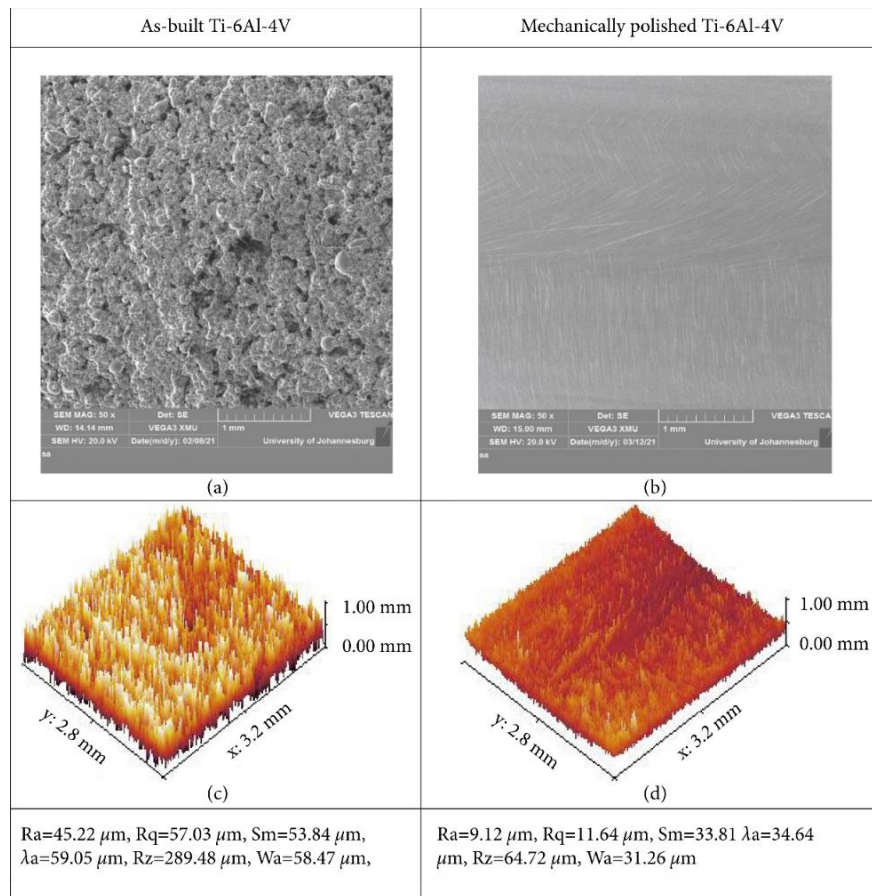 As-built Ti-6Al-4V
Mechanically polished Ti-6Al-4V
SEM MAG: 50 x Det: SE VEGA3 TESCAN
WD: 14.14 mm VEGA3 XMU 1 mm
SEM HV: 20.0 kV Date(m/d/y): 02/08/21 University of Johannesburg
sa
(a)
SEM MAG: 50 x Det: SE VEGA3 TESCA
WD: 15.00 mm VEGA3 XMU 1 mm
SEM HV: 20.0 kV Date(m/d/y): 03/12/21 University of Johannesburg
sa
(b)
1.00 mm
0.00 mm
y: 2.8 mm
x: 3.2 mm
(c)
1.00 mm
0.00 mm
y: 2.8 mm
x: 3.2 mm
(d)
Ra=45.22 μm, Rq=57.03 μm, Sm=53.84 μm,
λa=59.05 μm, Rz=289.48 μm, Wa=58.47 μm,
Ra=9.12 μm, Rq=11.64 μm, Sm=33.81 λa=34.64
μm, Rz=64.72 μm, Wa=31.26 μm